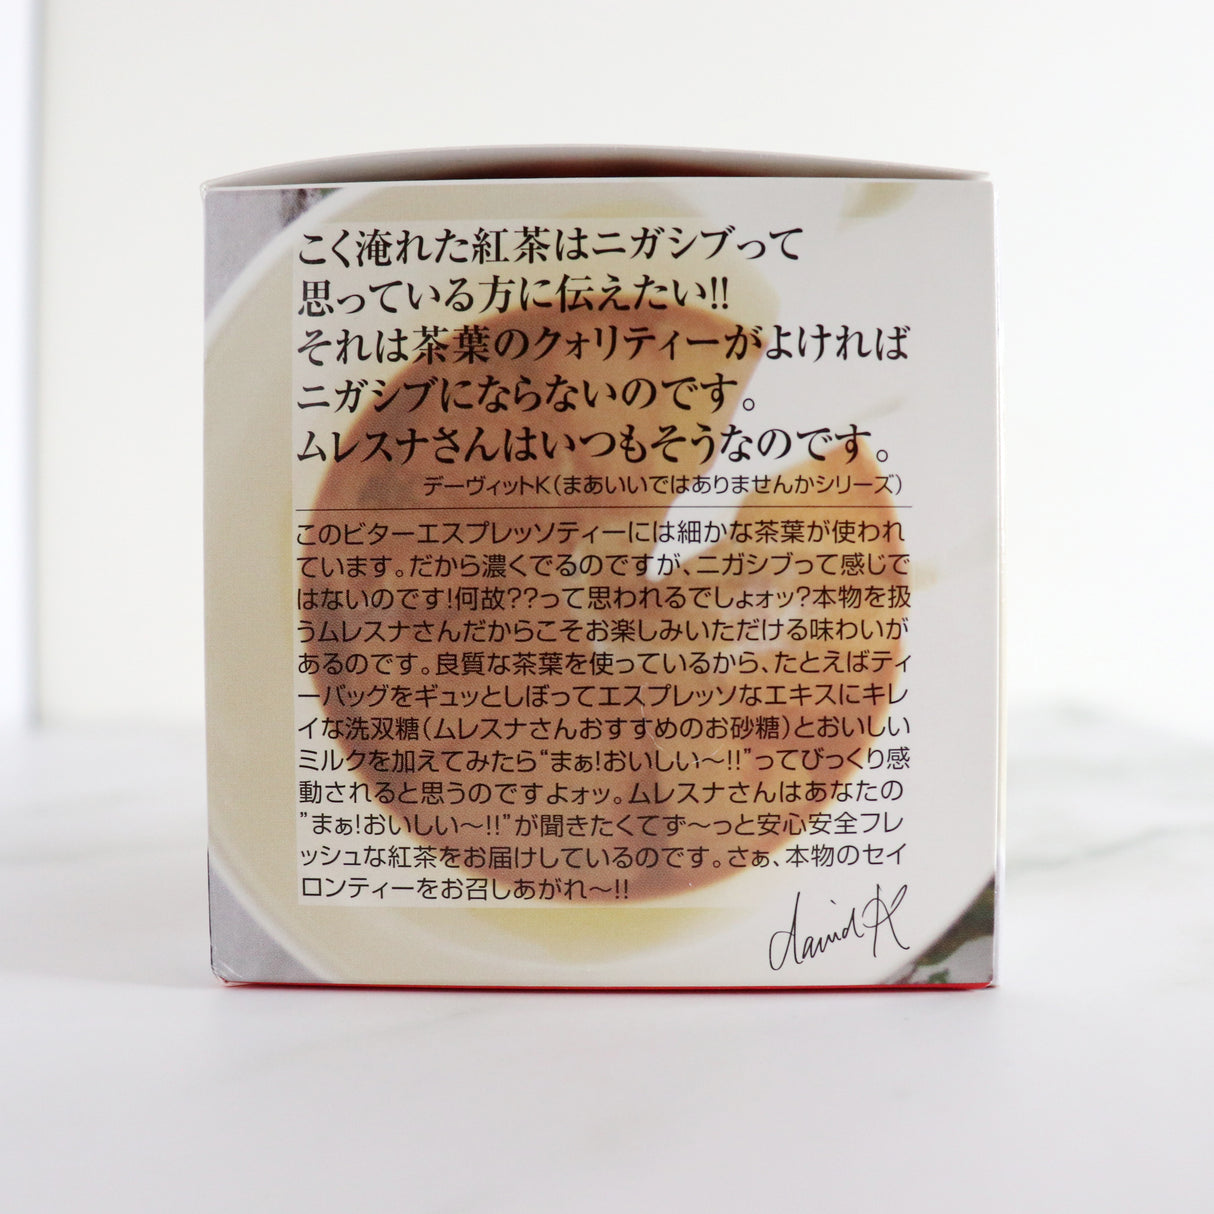 こく淹れた紅茶はニガシブって
思っている方に伝えたい!!
それは茶葉のクォリティーがよければ
ニガシブにならないのです。
ムレスナさんはいつもそうなのです。
デーヴィットK(まあいいではありませんかシリーズ)
このビターエスプレッソティーには細かな茶葉が使われ
ています。だから濃くでるのですが、ニガシブって感じで
はないのです!何故??って思われるでしょォッ?本物を扱
うムレスナさんだからこそお楽しみいただける味わいが
あるのです。良質な茶葉を使っているから、たとえばティ
ーバッグをギュッとしぼってエスプレッソなエキスにキレ
イな洗双糖(ムレスナさんおすすめのお砂糖)とおいしい
ミルクを加えてみたら“まぁ!おいしい〜!!”ってびっくり感
動されると思うのですよォッ。ムレスナさんはあなたの
”まぁ!おいしい〜!!”が聞きたくてず〜っと安心安全フレ
ッシュな紅茶をお届けしているのです。さぁ、本物のセイ
ロンティーをお召しあがれ〜!!
david K